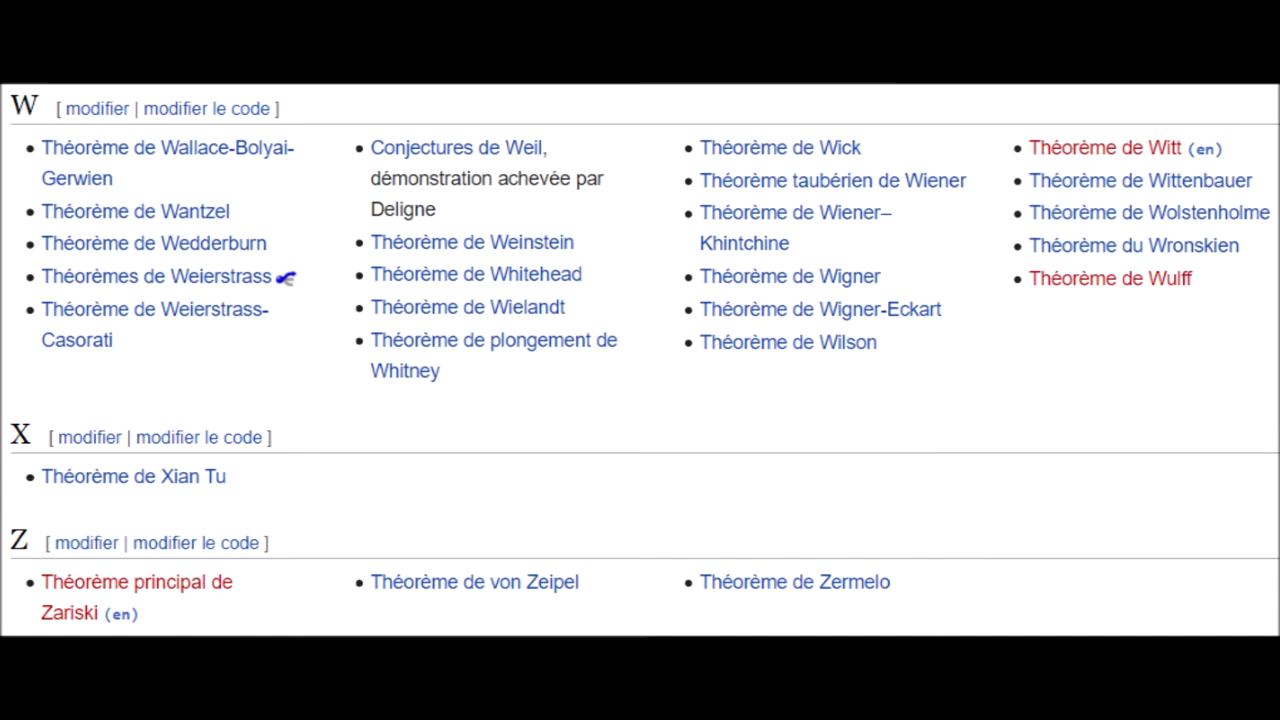 W [ modifier | modifier le code ]
• Théorème de Wallace-Bolyai-
Gerwien
• Théorème de Wantzel
• Théorème de Wedderburn
• Théorèmes de Weierstrass
• Théorème de Weierstrass-
Casorati
• Conjectures de Weil,
démonstration achevée par
Deligne
• Théorème de Weinstein
• Théorème de Whitehead
• Théorème de Wielandt
• Théorème de plongement de
Whitney
• Théorème de Wick
• Théorème taubérien de Wiener
• Théorème de Wiener–
Khintchine
• Théorème de Wigner
• Théorème de Wigner-Eckart
• Théorème de Wilson
• Théorème de Witt (en)
• Théorème de Wittenbauer
• Théorème de Wolstenholme
• Théorème du Wronskien
• Théorème de Wulff
X [ modifier | modifier le code ]
• Théorème de Xian Tu
Z [ modifier | modifier le code ]
• Théorème principal de
Zariski (en)
• Théorème de von Zeipel
• Théorème de Zermelo